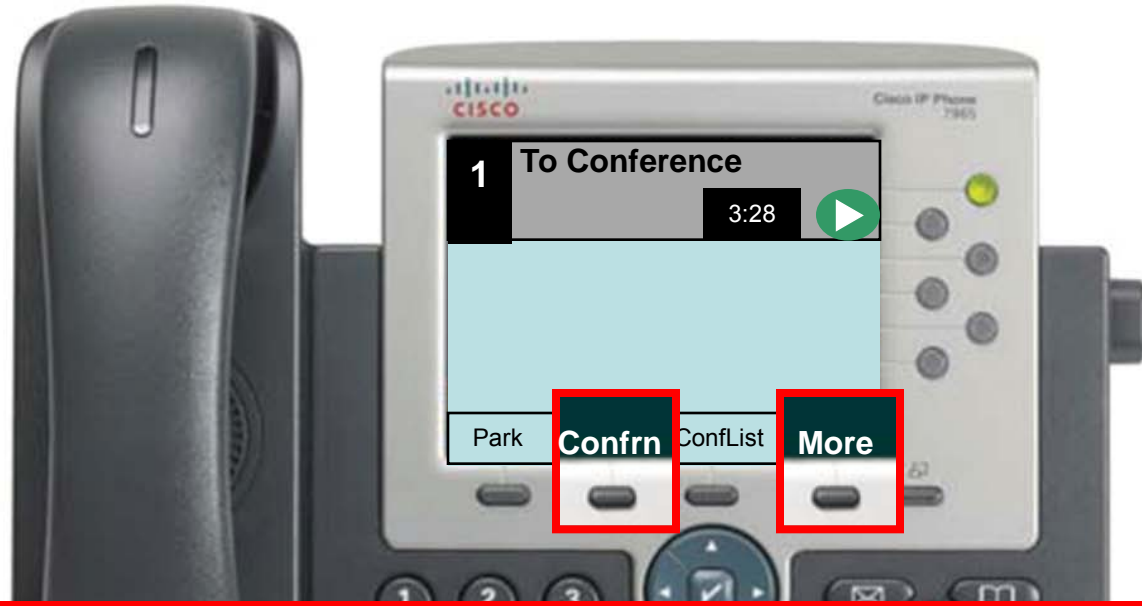 CISCO
Cisco IP Phone
7965
1
To Conference
3:28
Park
Confrn
ConfList
More
1 2 3